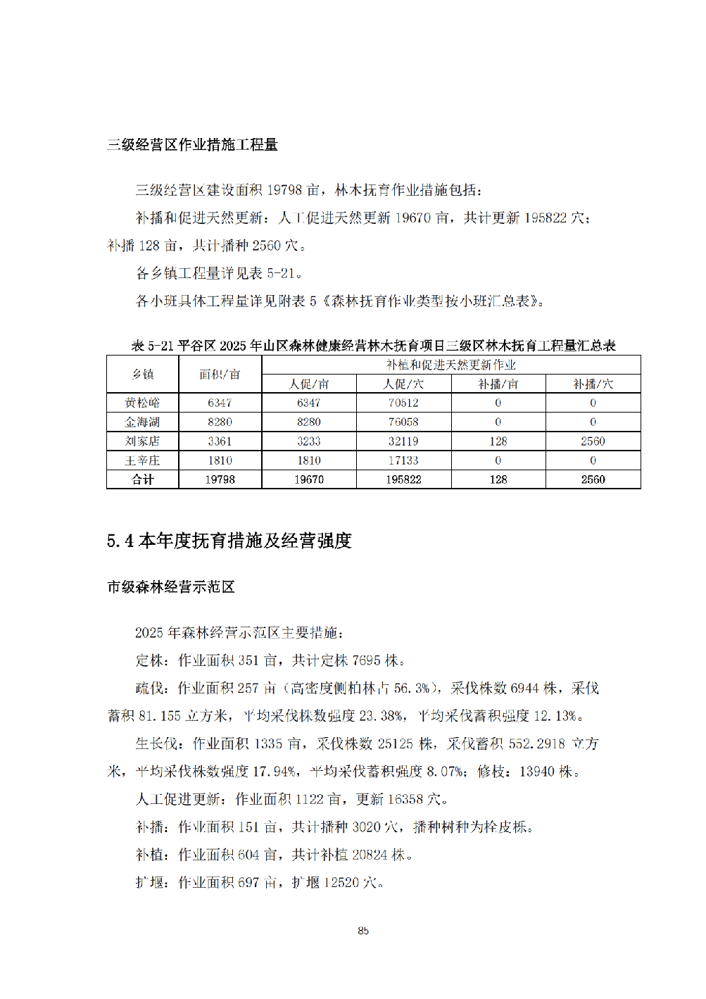 三级经营区作业措施工程量
三级经营区建设面积 19798 亩，林木抚育作业措施包括：
补播和促进天然更新：人工促进天然更新 19670 亩，共计更新 195822 穴；
补播 128 亩，共计播种 2560 穴。
各乡镇工程量详见表 5-21。
各小班具体工程量详见附表 5《森林抚育作业类型按小班汇总表》。
表 5-21 平谷区 2025 年山区森林健康经营林木抚育项目三级区林木抚育工程量汇总表
乡镇 面积/亩 补植和促进天然更新作业
人促/亩 人促/穴 补播/亩 补播/穴
黄松峪 6347 6347 70512 0 0
金海湖 8280 8280 76058 0 0
刘家店 3361 3233 32119 128 2560
王辛庄 1810 1810 17133 0 0
合计 19798 19670 195822 128 2560
5.4 本年度抚育措施及经营强度
市级森林经营示范区
2025 年森林经营示范区主要措施：
定株：作业面积 351 亩，共计定株 7695 株。
疏伐：作业面积 257 亩（高密度侧柏林占 56.3%），采伐株数 6944 株，采伐
蓄积 81.155 立方米，平均采伐株数强度 23.38%，平均采伐蓄积强度 12.13%。
生长伐：作业面积 1335 亩，采伐株数 25125 株，采伐蓄积 552.2918 立方
米，平均采伐株数强度 17.94%，平均采伐蓄积强度 8.07%；修枝：13940 株。
人工促进更新：作业面积 1122 亩，更新 16358 穴。
补播：作业面积 151 亩，共计播种 3020 穴，播种树种为栓皮栎。
补植：作业面积 604 亩，共计补植 20824 株。
扩堰：作业面积 697 亩，扩堰 12520 穴。
85